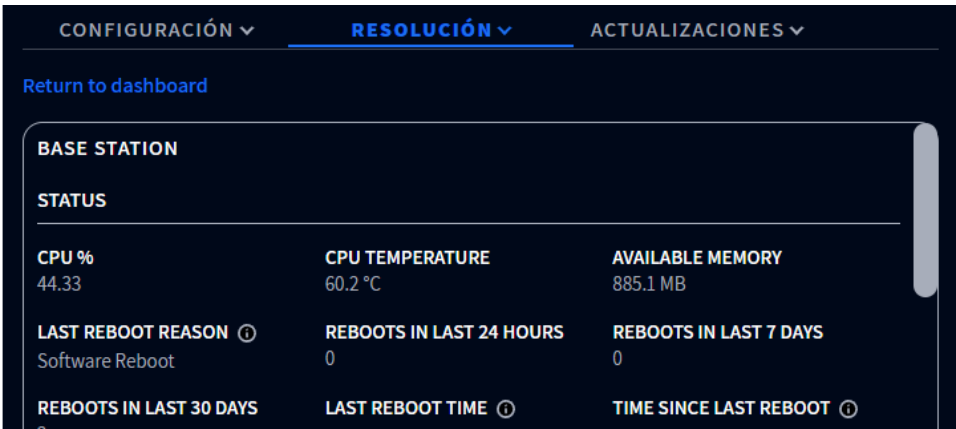 CONFIGURACIÓN RESOLUCIÓN ACTUALIZACIONES
Return to dashboard
BASE STATION
STATUS
CPU % CPU TEMPERATURE AVAILABLE MEMORY
44.33 60.2 °C 885.1 MB
LAST REBOOT REASON REBOOTS IN LAST 24 HOURS REBOOTS IN LAST 7 DAYS
Software Reboot 0 0
REBOOTS IN LAST 30 DAYS LAST REBOOT TIME TIME SINCE LAST REBOOT